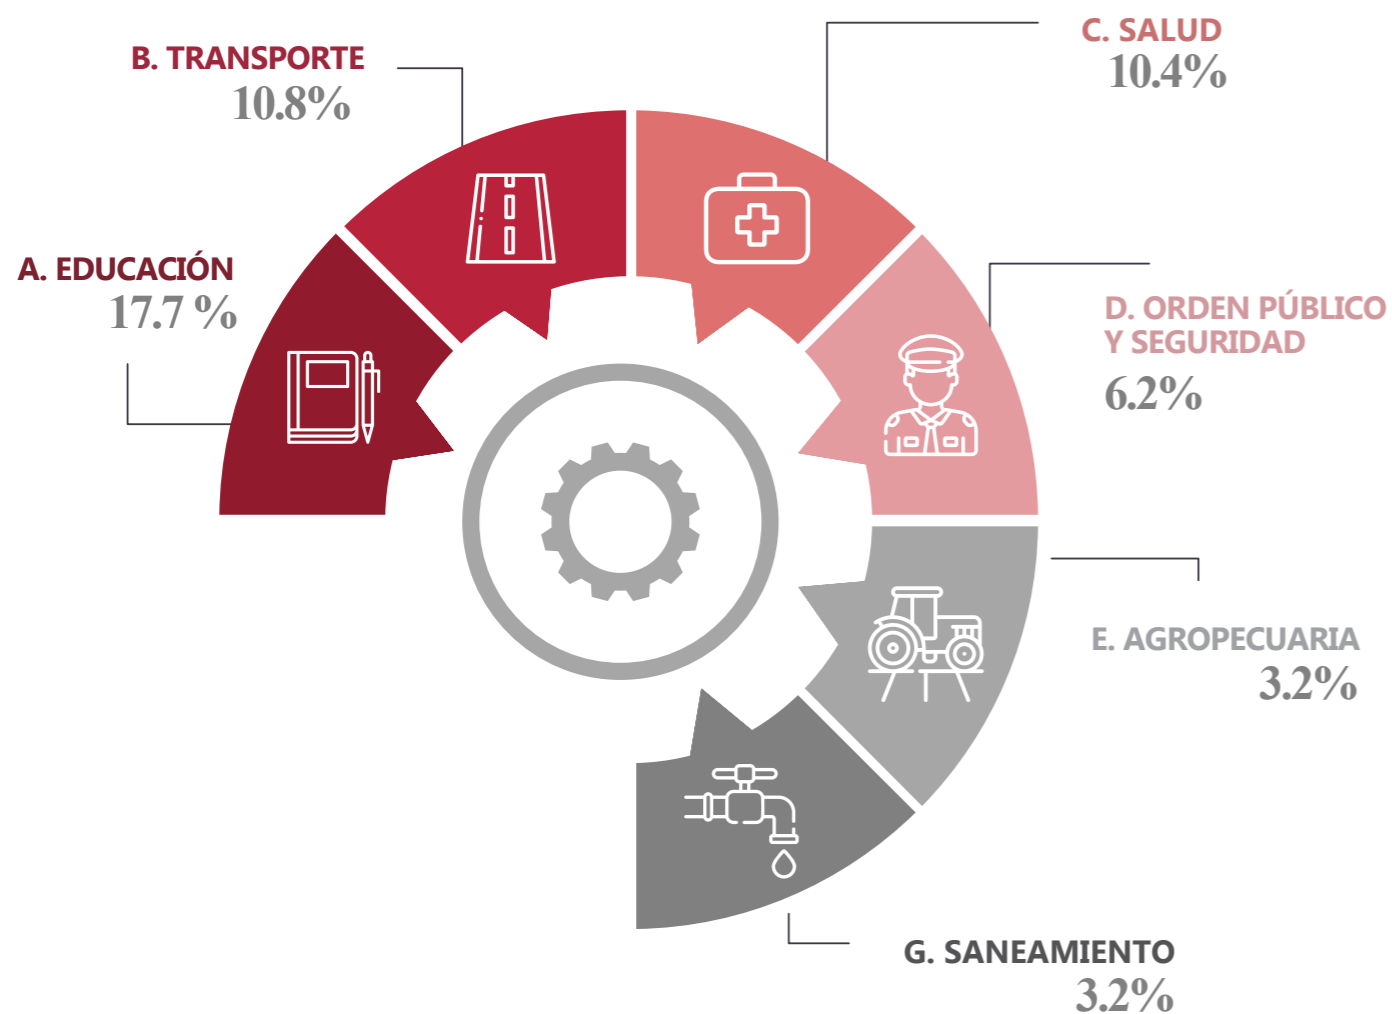 B. TRANSPORTE
10.8%
C. SALUD
10.4%
A. EDUCACIÓN
17.7 %
D. ORDEN PÚBLICO
Y SEGURIDAD
6.2%
E. AGROPECUARIA
3.2%
G. SANEAMIENTO
3.2%